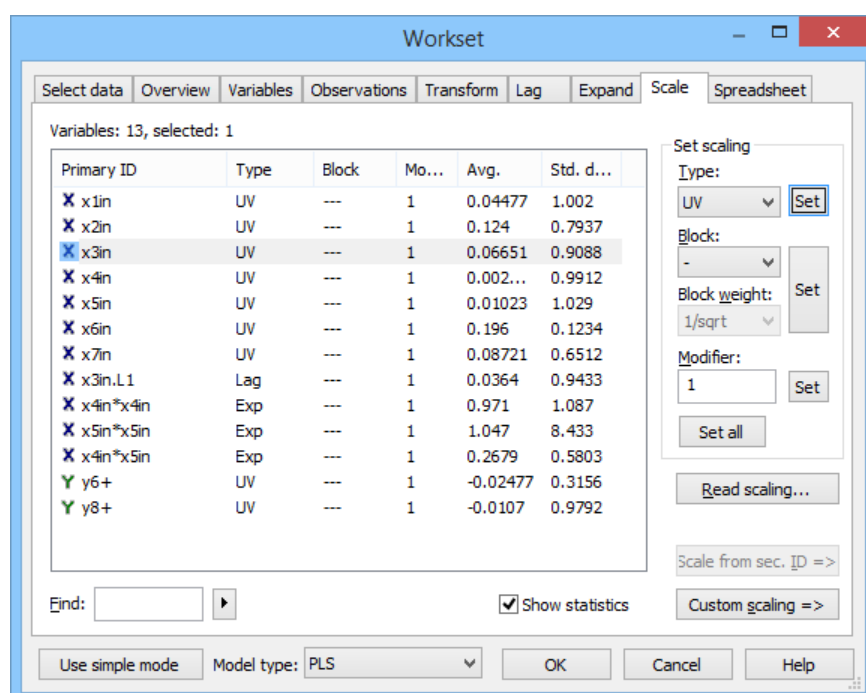 Workset
Select data Overview Variables Observations Transform Lag Expand Scale Spreadsheet
Variables: 13, selected: 1
Primary ID Type Block Mo... Avg. Std. d...
X x1in UV --- 1 0.04477 1.002
X x2in UV --- 1 0.124 0.7937
X x3in UV --- 1 0.06651 0.9088
X x4in UV --- 1 0.002... 0.9912
X x5in UV --- 1 0.01023 1.029
X x6in UV --- 1 0.196 0.1234
X x7in UV --- 1 0.08721 0.6512
X x3in.L1 Lag --- 1 0.0364 0.9433
X x4in*x4in Exp --- 1 0.971 1.087
X x5in*x5in Exp --- 1 1.047 8.433
X x4in*x5in Exp --- 1 0.2679 0.5803
Y y6+ UV --- 1 -0.02477 0.3156
Y y8+ UV --- 1 -0.0107 0.9792
Set scaling
Type:
UV Set
Block:
-
Set
Block weight:
1/sqrt
Modifier:
1 Set
Set all
Read scaling...
Scale from sec. ID =>
Custom scaling =>
Find:
Show statistics
Use simple mode Model type: PLS OK Cancel Help